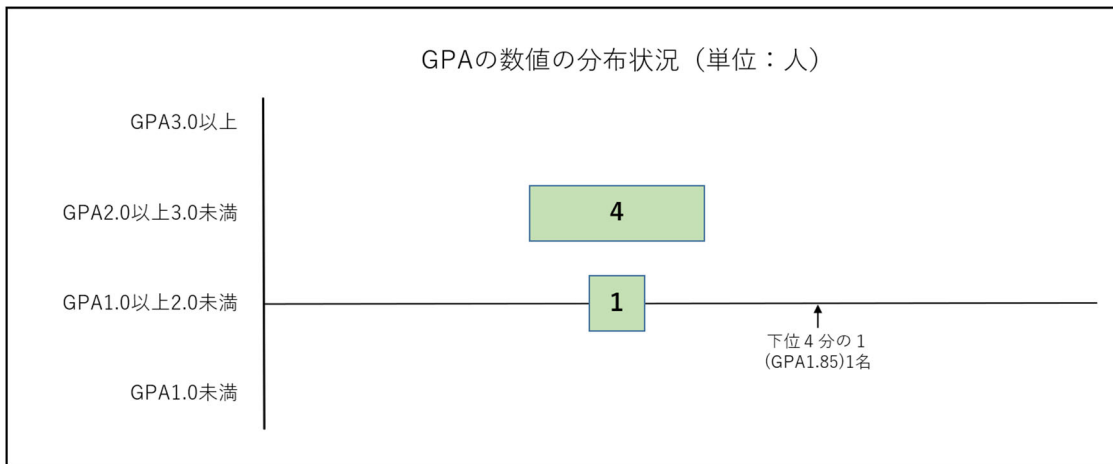 GPAの数値の分布状況（単位：人）
GPA3.0以上
GPA2.0以上3.0未満
4
GPA1.0以上2.0未満
1
下位４分の１
(GPA1.85)1名
GPA1.0未満